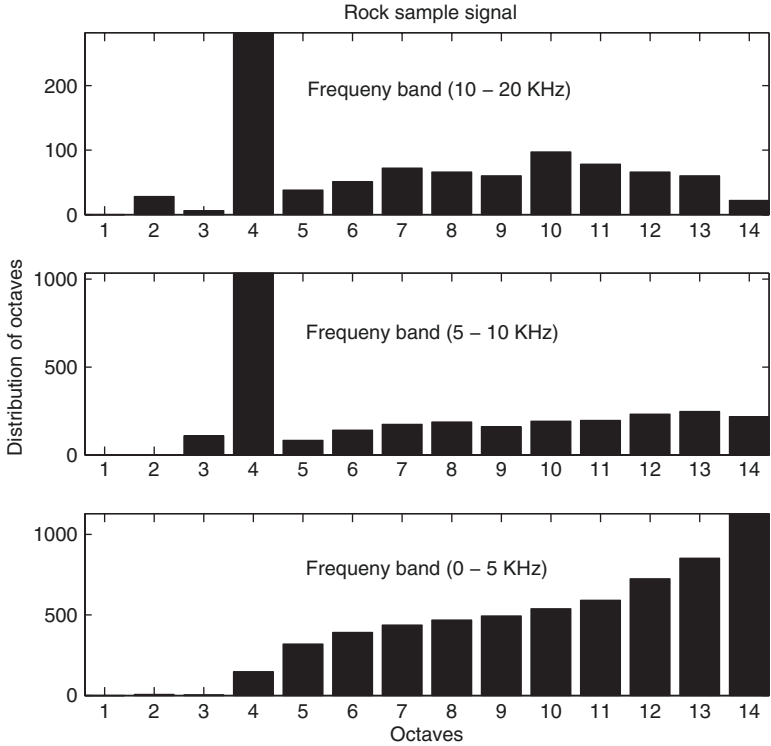 Rock sample signal
200
100
0
Frequeny band (10 – 20 KHz)
1 2 3 4 5 6 7 8 9 10 11 12 13 14
Distribution of octaves
1000
500
0
Frequeny band (5 – 10 KHz)
1 2 3 4 5 6 7 8 9 10 11 12 13 14
1000
500
0
Frequeny band (0 – 5 KHz)
1 2 3 4 5 6 7 8 9 10 11 12 13 14
Octaves